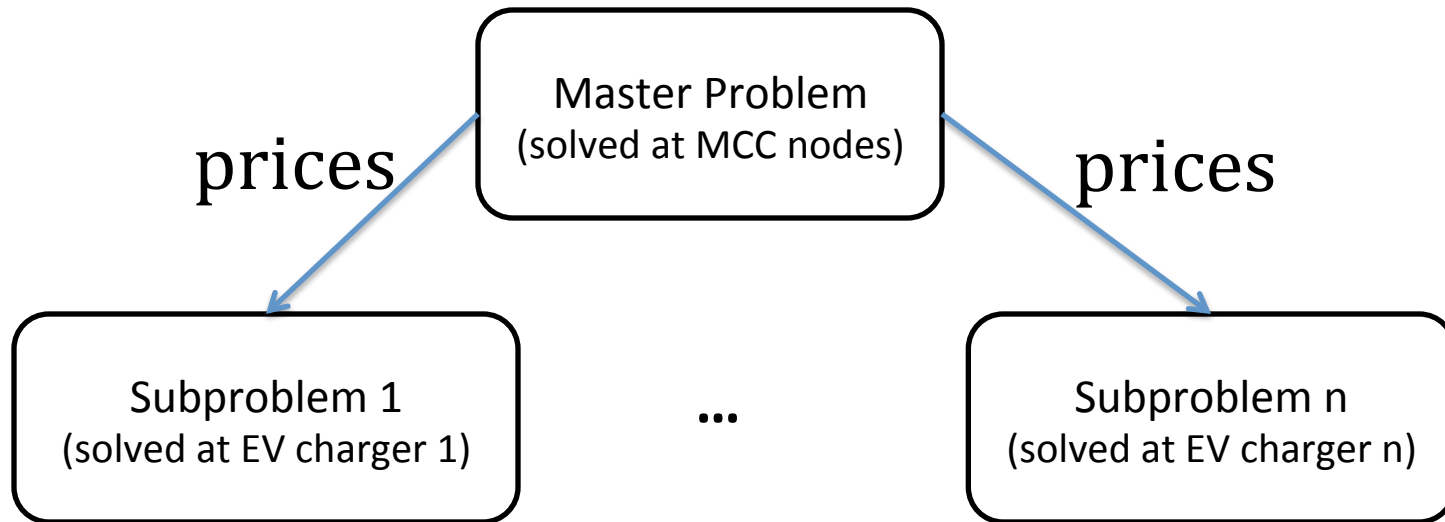 Master Problem
(solved at MCC nodes)
prices
prices
Subproblem 1
(solved at EV charger 1)
...
Subproblem n
(solved at EV charger n)